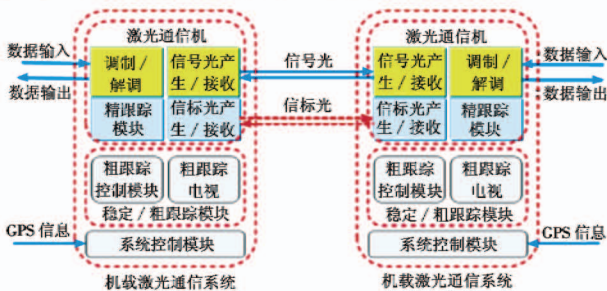 激光通信机
激光通信机
数据输入
数据输出
调制/
解调
信号光产
生/接收
信号光
信号光产
生/接收
调制/
解调
数据输入
数据输出
精跟踪
模块
信标光产
生/接收
信标光
信标光产
生/接收
精跟踪
模块
粗跟踪
控制模块
粗跟踪
电视
粗跟踪
控制模块
粗跟踪
电视
稳定/粗跟踪模块
稳定/粗跟踪模块
GPS 信息
系统控制模块
系统控制模块
GPS 信息
机载激光通信系统
机载激光通信系统